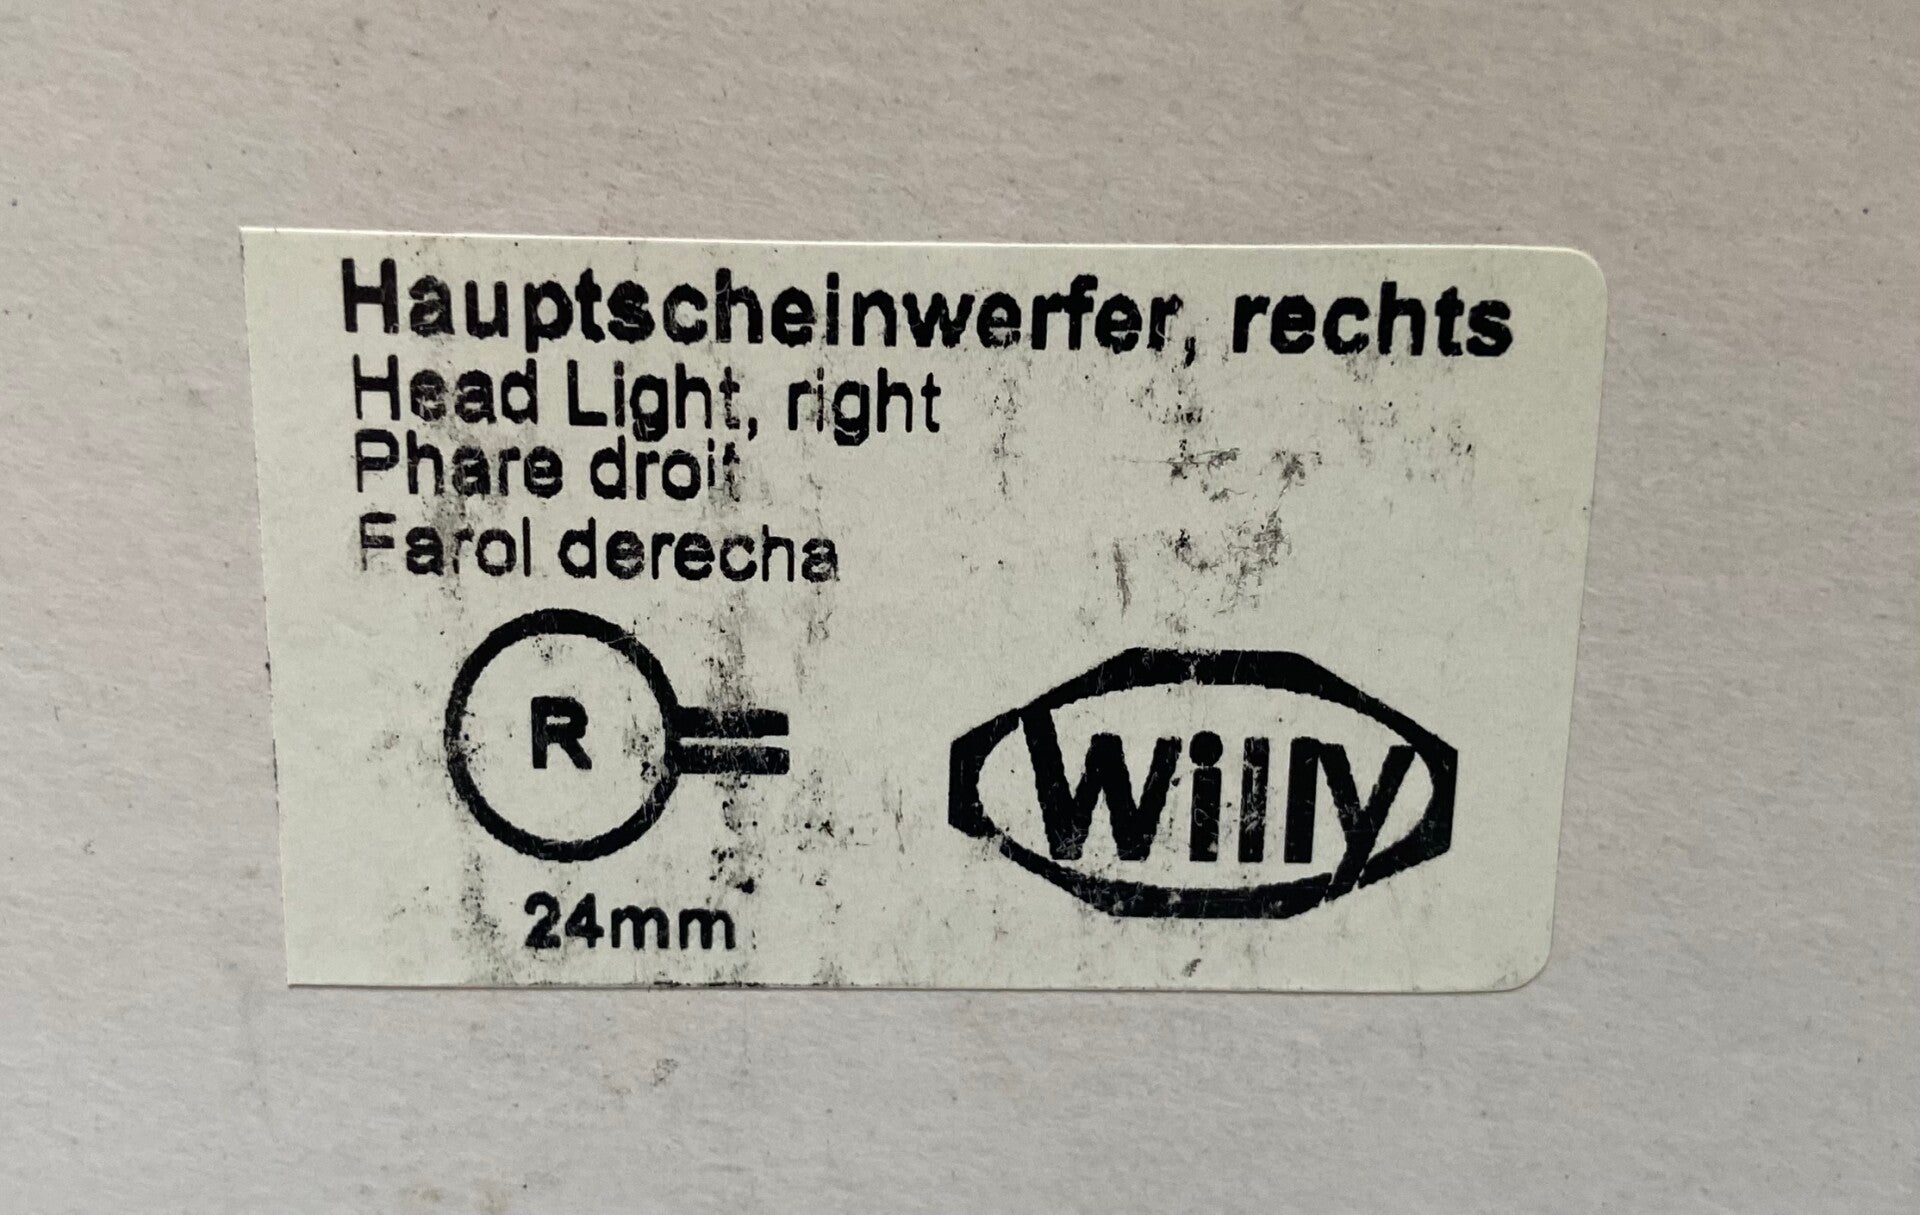 Hauptscheinwerfer, rechts
Head Light, right
Phare droit
Farol derecha
R
Willy
24mm